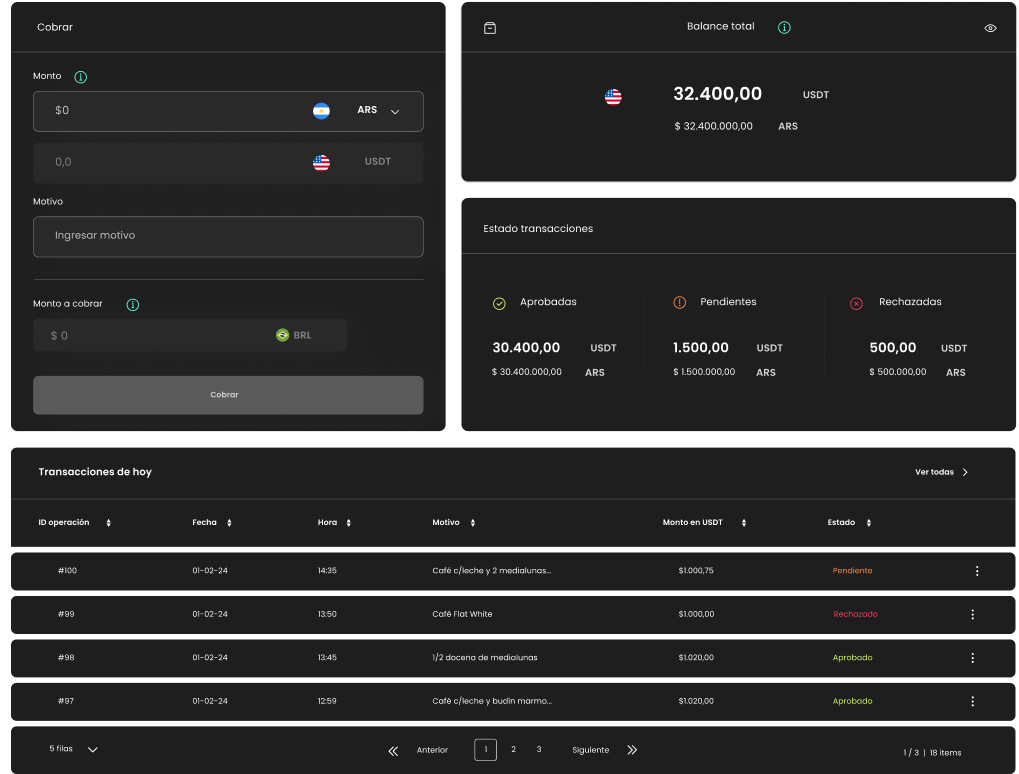 Cobrar
Monto
$0 ARS
0,0 USDT
Motivo
Ingresar motivo
Monto a cobrar
$ 0 BRL
Cobrar
Balance total
32.400,00 USDT
$ 32.400.000,00 ARS
Estado transacciones
Aprobadas Pendientes Rechazadas
30.400,00 USDT 1.500,00 USDT 500,00 USDT
$ 30.400.000,00 ARS $ 1.500.000,00 ARS $ 500.000,00 ARS
Transacciones de hoy Ver todas
ID operación Fecha Hora Motivo Monto en USDT Estado
#100 01-02-24 14:35 Café c/leche y 2 medialunas... $1.000,75 Pendiente
#99 01-02-24 13:50 Café Flat White $1.000,00 Rechazado
#98 01-02-24 13:45 1/2 docena de medialunas $1.020,00 Aprobado
#97 01-02-24 12:59 Café c/leche y budín marmo... $1.020,00 Aprobado
5 filas Anterior 1 2 3 Siguiente 1 / 3 | 18 items